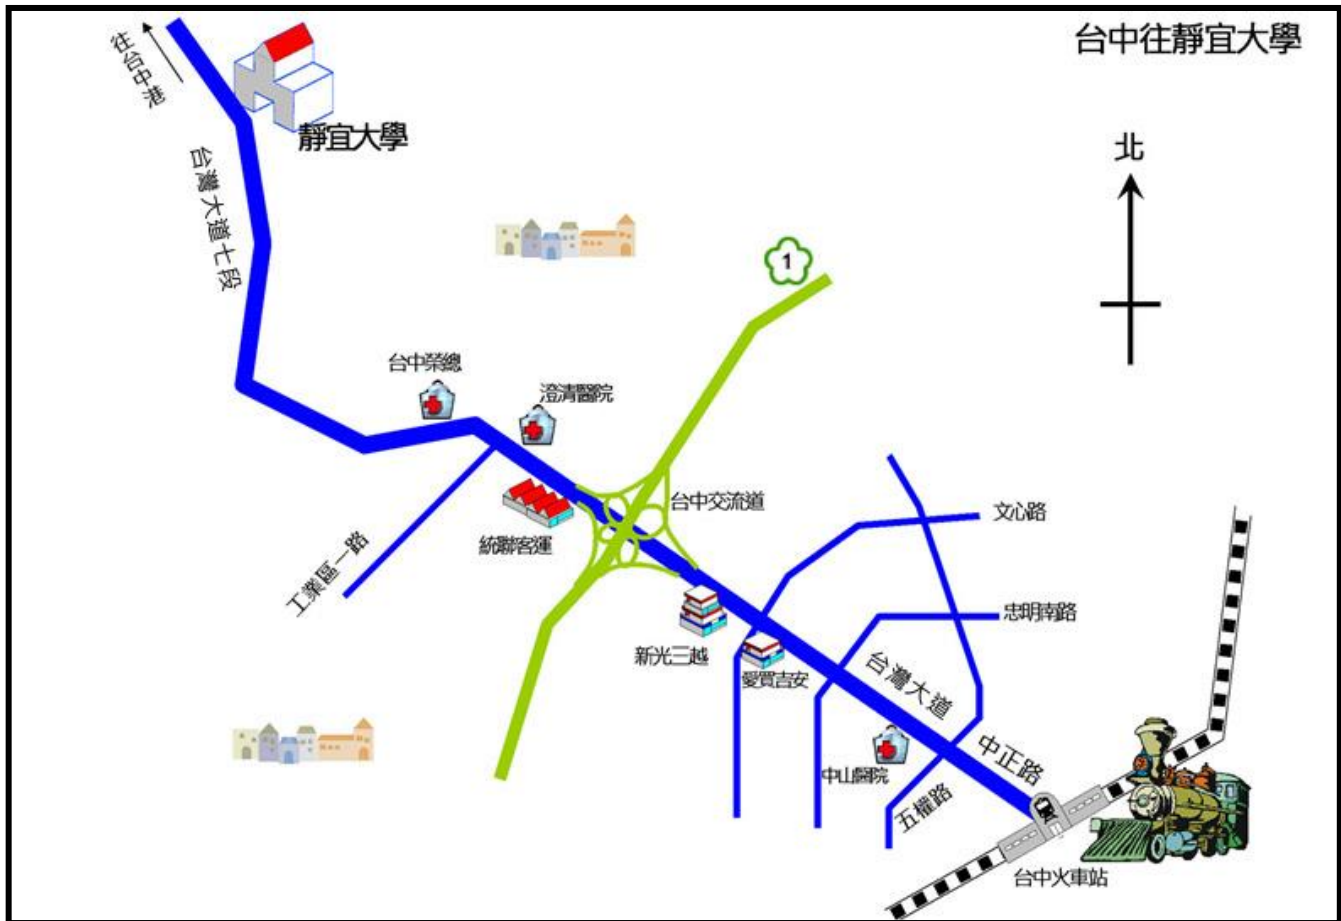 台中往靜宜大學
往台中港
靜宜大學
北
台灣大道七段
1
台中榮總
澄清醫院
台中交流道
文心路
統聯客運
工業區一路
忠明南路
新光三越
愛買吉安
台灣大道
中正路
中山醫院
五權路
台中火車站